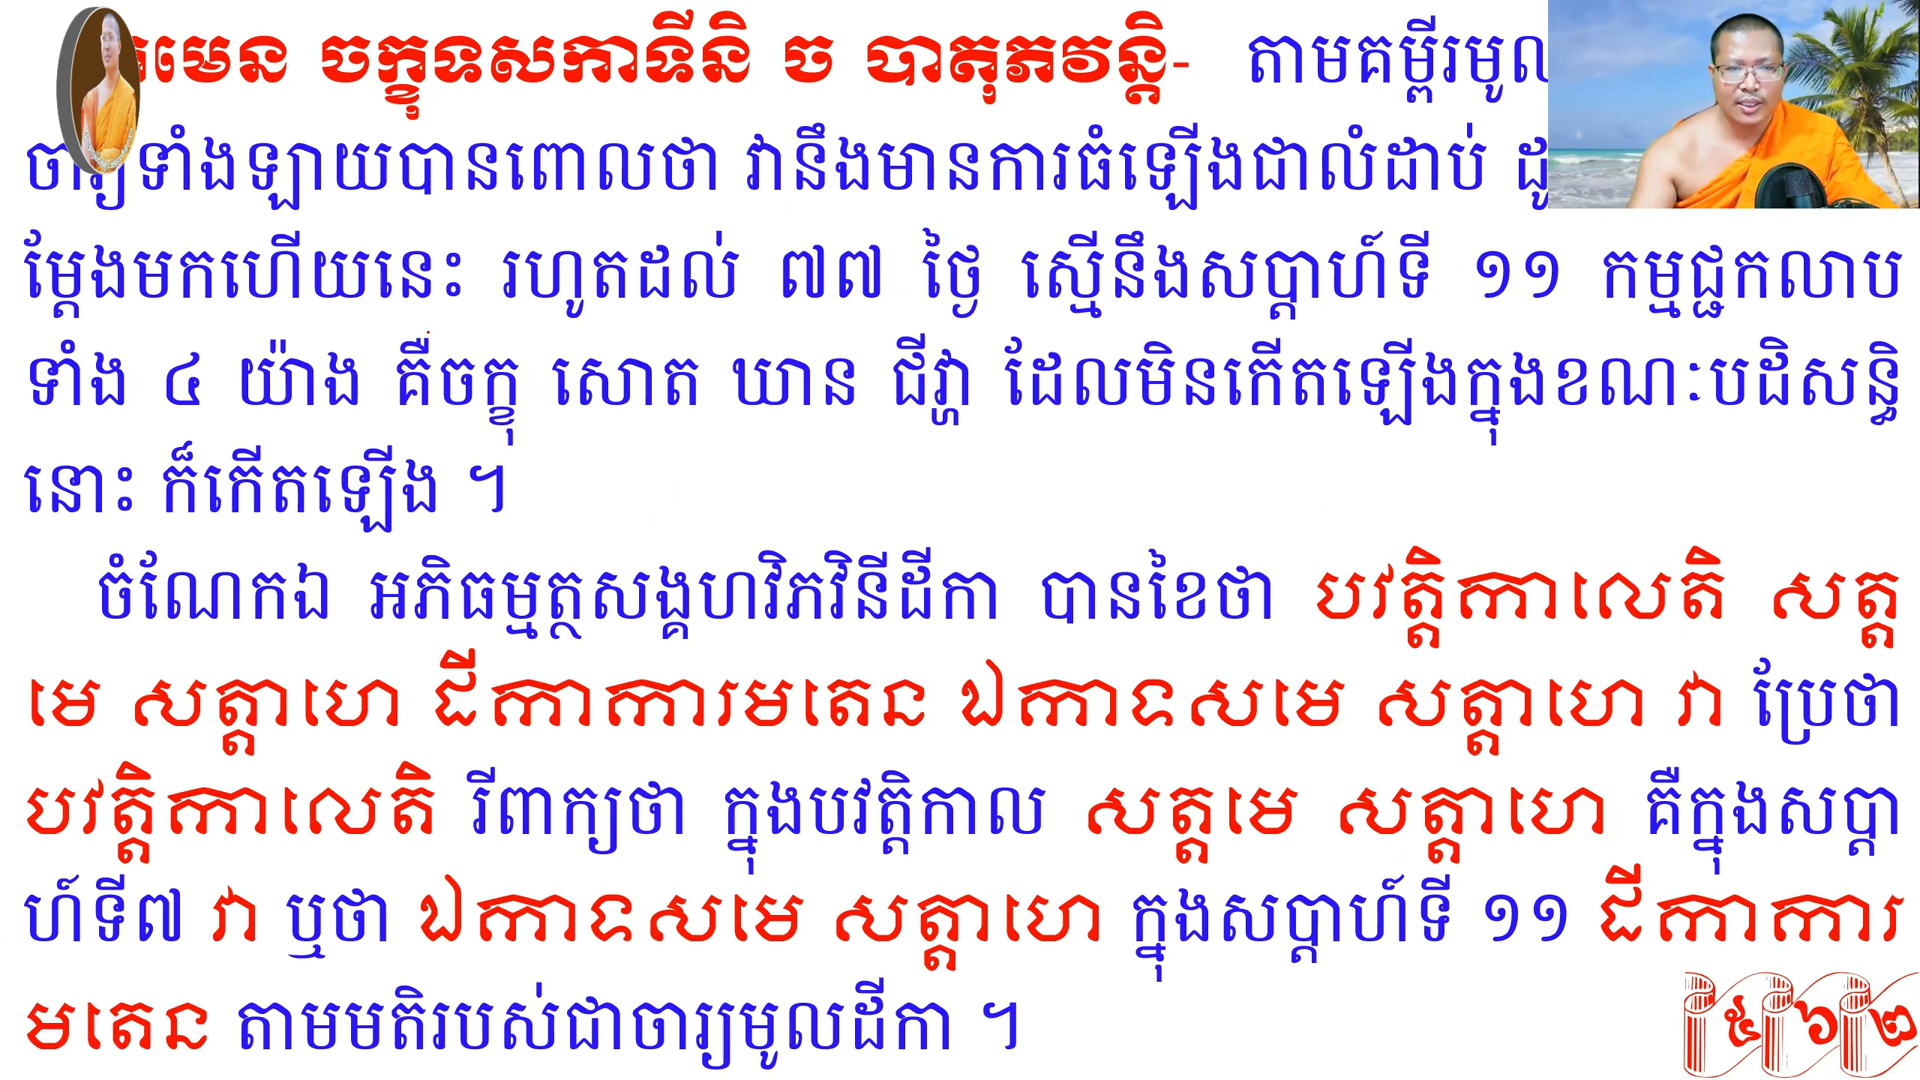 មេន ចក្ខុទសកាទីនិ ច បាតុភវន្តិ- តាមគម្ពីរមូល
ចារ្យទាំងឡាយបានពោលថា វានឹងមានការធំឡើងជាលំដាប់ ដូ
ម្ដែងមកហើយនេះ រហូតដល់ ៧៧ ថ្ងៃ ស្មើនឹងសប្ដាហ៍ទី ១១ កម្មជ្ជកលាប
ទាំង ៤ យ៉ាង គឺចក្ខុ សោត ឃាន ជីវ្ហា ដែលមិនកើតឡើងក្នុងខណៈបដិសន្ធិ
នោះ ក៏កើតឡើង ។
ចំណែកឯ អភិធម្មត្ថសង្គហវិភវិនីដីកា បានខៃថា បវត្តិកាលេតិ សត្ត
មេ សត្តាហេ ដីកាការមតេន ឯកាទសមេ សត្តាហេ វា ប្រែថា
បវត្តិកាលេតិ រីពាក្យថា ក្នុងបវត្តិកាល សត្តមេ សត្តាហេ គឺក្នុងសប្ដា
ហ៍ទី៧ វា ឬថា ឯកាទសមេ សត្តាហេ ក្នុងសប្ដាហ៍ទី ១១ ដីកាការ
មតេន តាមមតិរបស់ជាចារ្យមូលដីកា ។
៥៦២